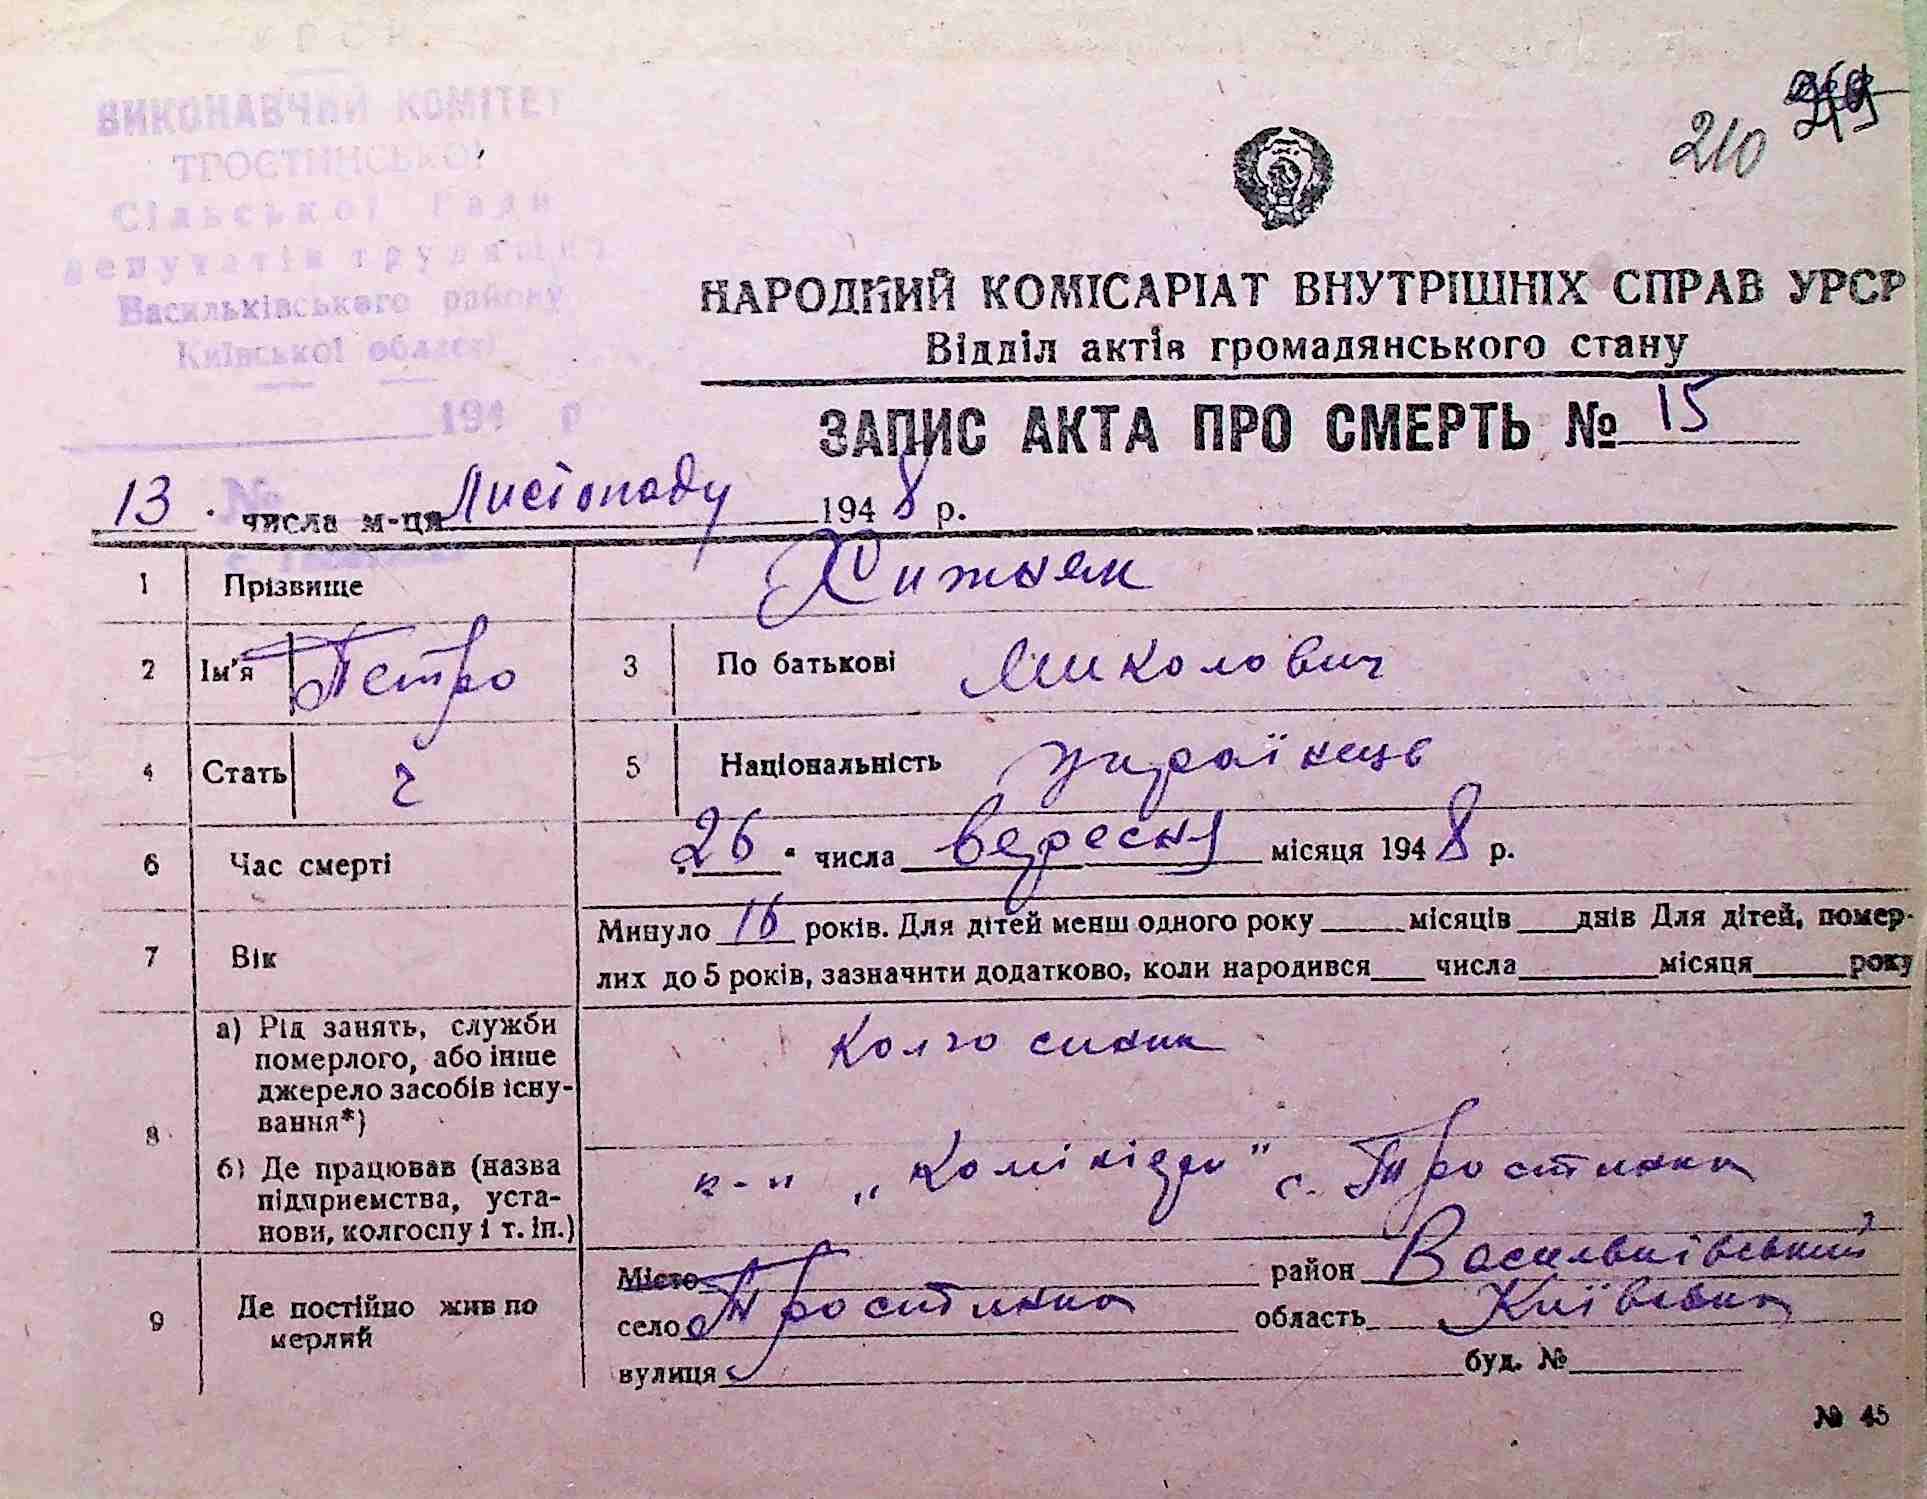 УРСР
ВИКОНАВЧИЙ КОМІТЕТ
ТРОСТИНСЬКОЇ
Сільської Ради
депутатів трудящих
Васильківського району
Київської області
194 р
№
210
НАРОДНИЙ КОМІСАРІАТ ВНУТРІШНІХ СПРАВ УРСР
Відділ актів громадянського стану
ЗАПИС АКТА ПРО СМЕРТЬ № 15
13 числа м-ця Листопаду 1948 р.
1 Прізвище Хижняк
2 Ім'я Петро 3 По батькові Миколович
4 Стать ч 5 Національність українець
6 Час смерті 26 числа вересня місяця 1948 р.
7 Вік Минуло 16 років. Для дітей менш одного року місяців днів Для дітей, помер-
лих до 5 років, зазначити додатково, коли народився числа місяця року
8 а) Рід занять, служби
померлого, або інше
джерело засобів існу-
вання*)
Колгоспник
б) Де працював (назва
підприємства, уста-
нови, колгоспу і т. ін.)
к-п „Комінідри" с. Тростинка
9 Де постійно жив по
мерлий
Місто район Васильківський
село Тростинка область Київська
вулиця буд. №
№ 45